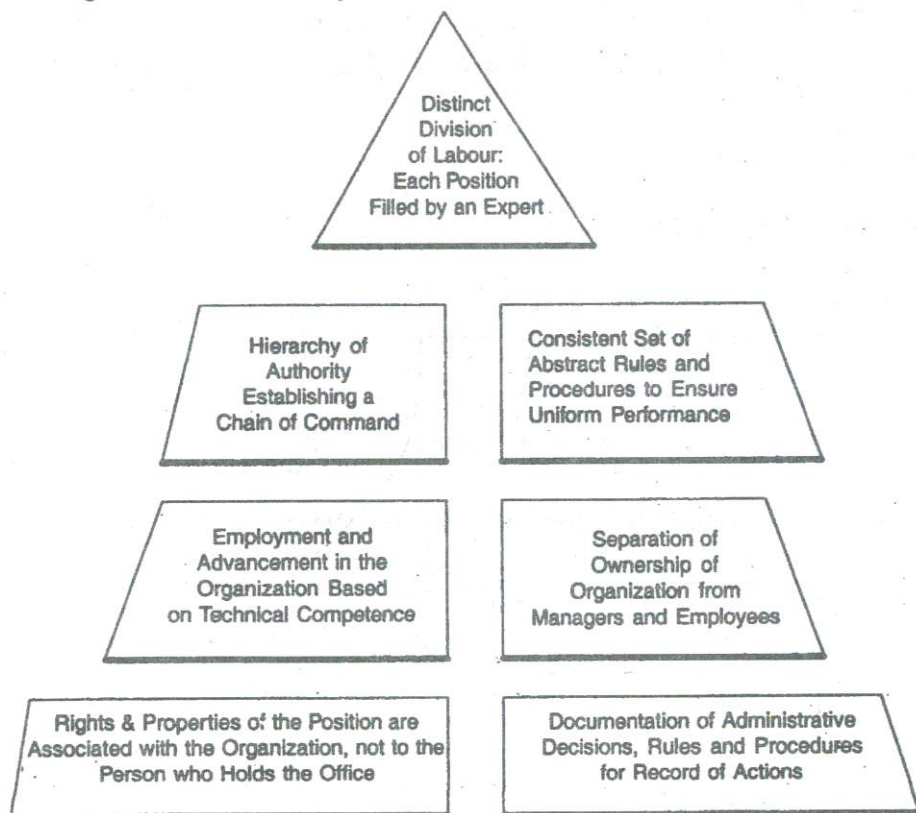 Distinct
Division
of Labour:
Each Position
Filled by an Expert
Hierarchy of
Authority
Establishing a
Chain of Command
Consistent Set of
Abstract Rules and
Procedures to Ensure
Uniform Performance
Employment and
Advancement in the
Organization Based
on Technical Competence
Separation of
Ownership of
Organization from
Managers and Employees
Rights & Properties of the Position are
Associated with the Organization, not to the
Person who Holds the Office
Documentation of Administrative
Decisions, Rules and Procedures
for Record of Actions